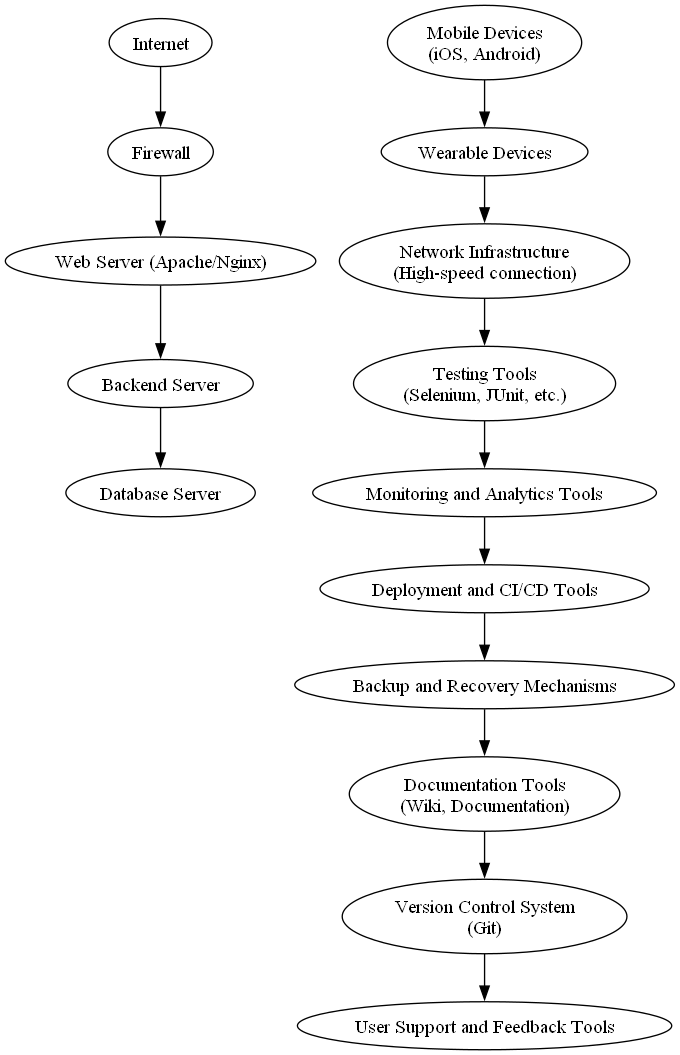 Internet
Firewall
Web Server (Apache/Nginx)
Backend Server
Database Server
Mobile Devices
(iOS, Android)
Wearable Devices
Network Infrastructure
(High-speed connection)
Testing Tools
(Selenium, JUnit, etc.)
Monitoring and Analytics Tools
Deployment and CI/CD Tools
Backup and Recovery Mechanisms
Documentation Tools
(Wiki, Documentation)
Version Control System
(Git)
User Support and Feedback Tools